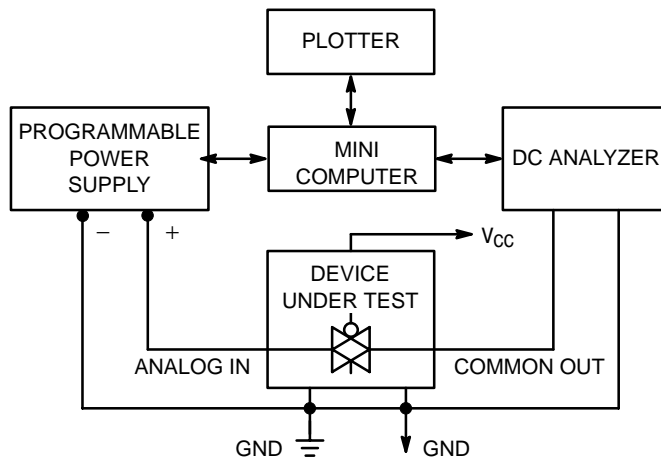 PLOTTER
PROGRAMMABLE
POWER
SUPPLY
MINI
COMPUTER
DC ANALYZER
− +
VCC
DEVICE
UNDER TEST
ANALOG IN
COMMON OUT
GND
GND